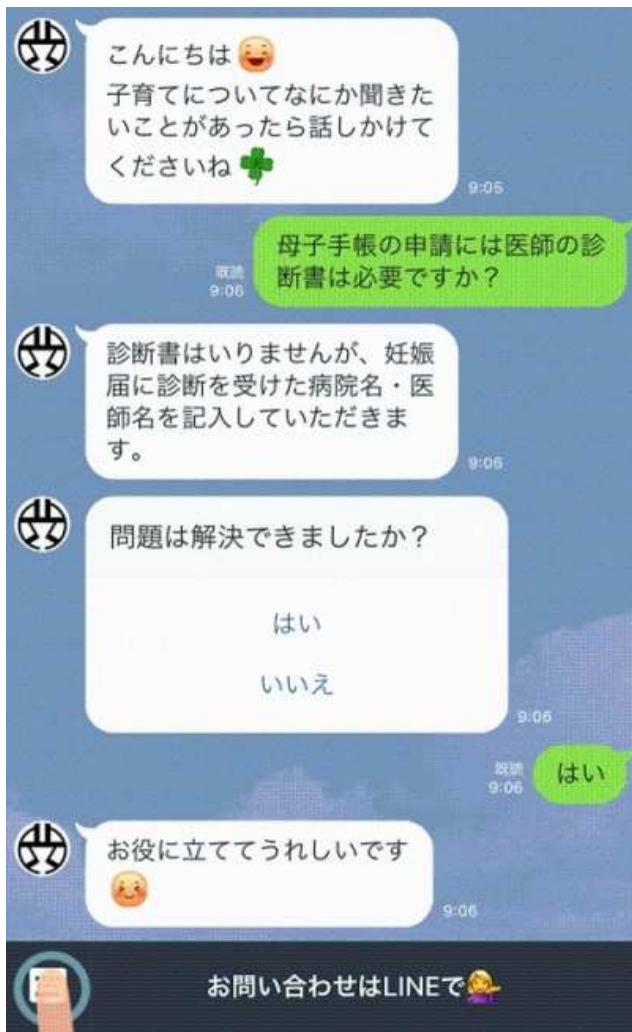 こんにちは😄
子育てについてなにか聞きた
いことがあったら話しかけて
くださいね🍀
9:05
母子手帳の申請には医師の診
断書は必要ですか？
既読
9:06
診断書はいりませんが、妊娠
届に診断を受けた病院名・医
師名を記入していただきま
す。
9:06
問題は解決できましたか？
はい
いいえ
9:06
既読
9:06
はい
お役に立ててうれしいです
☺️
9:06
お問い合わせはLINEで💁‍♀️